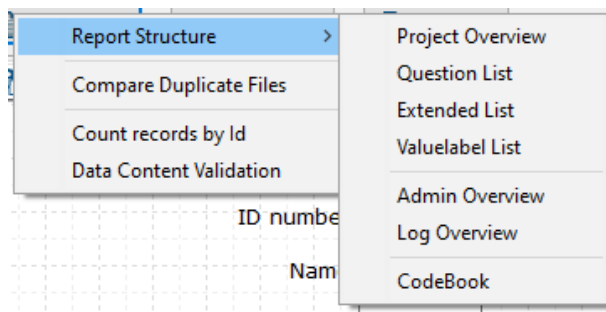 Report Structure
Compare Duplicate Files
Count records by Id
Data Content Validation
Project Overview
Question List
Extended List
Valuelabel List
Admin Overview
Log Overview
CodeBook
ID numbe
Nam